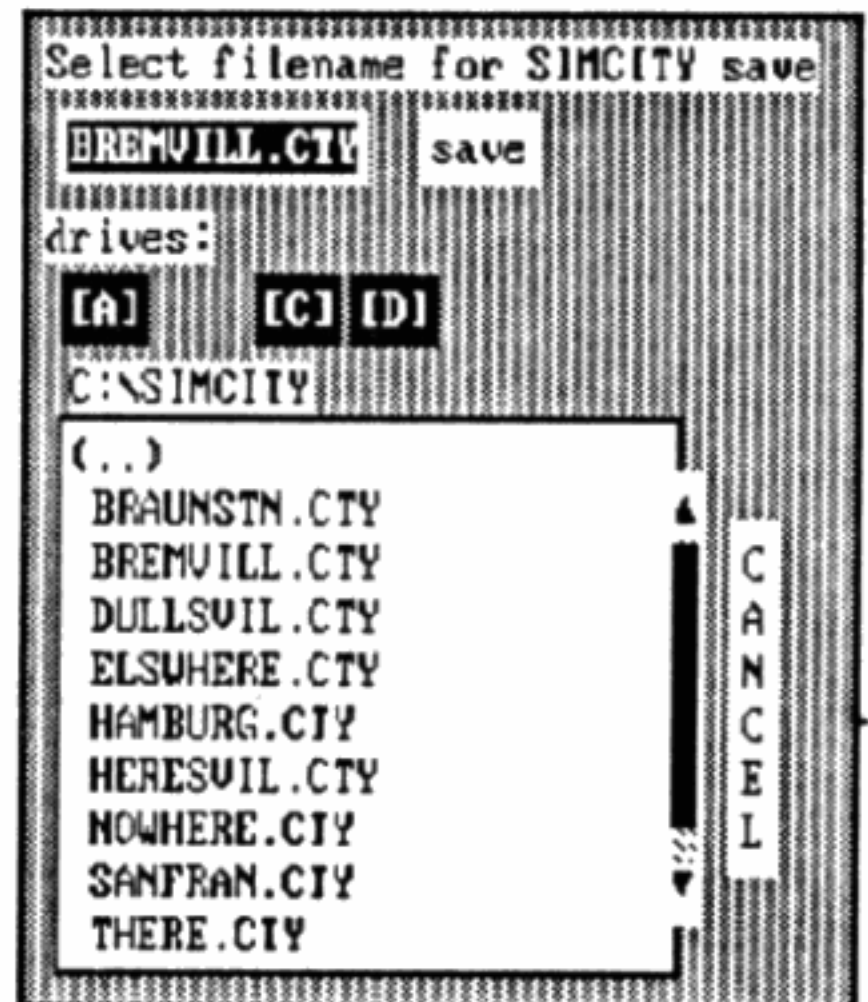 Select filename for SIMCITY save
BREMVILL.CTY save
drives:
[A] [C] [D]
C:\SIMCITY
(..)
BRAUNSTN.CTY
BREMVILL.CTY
DULLSVIL.CTY
ELSWHERE.CTY
HAMBURG.CTY
HERESVIL.CTY
NOWHERE.CTY
SANFRAN.CTY
THERE.CTY
CANCEL